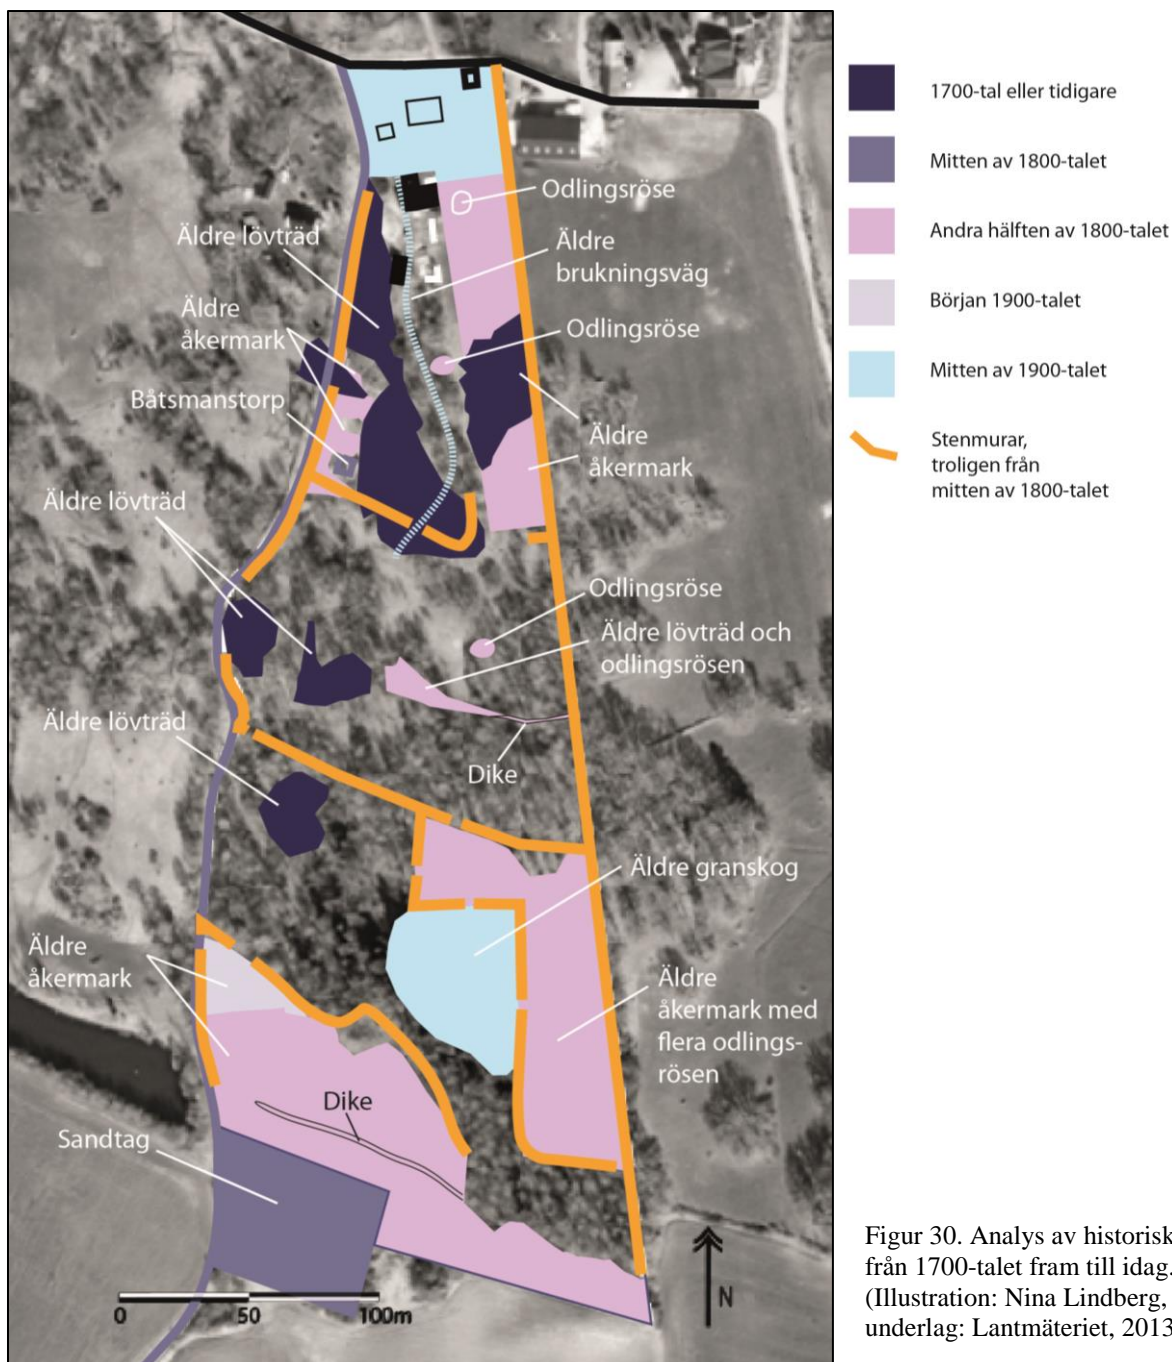 Odlingsröse
Äldre lövträd
Äldre
brukningsväg
Äldre
åkermark
Odlingsröse
Båtsmanstorp
Äldre
åkermark
Äldre lövträd
Odlingsröse
Äldre lövträd och
odlingsrösen
Äldre lövträd
Dike
Äldre granskog
Äldre
åkermark
Äldre
åkermark med
flera odlings-
rösen
Dike
Sandtag
0 50 100m
N
1700-tal eller tidigare
Mitten av 1800-talet
Andra hälften av 1800-talet
Början 1900-talet
Mitten av 1900-talet
Stenmurar,
troligen från
mitten av 1800-talet
Figur 30. Analys av historisk
från 1700-talet fram till idag.
(Illustration: Nina Lindberg,
underlag: Lantmäteriet, 2013